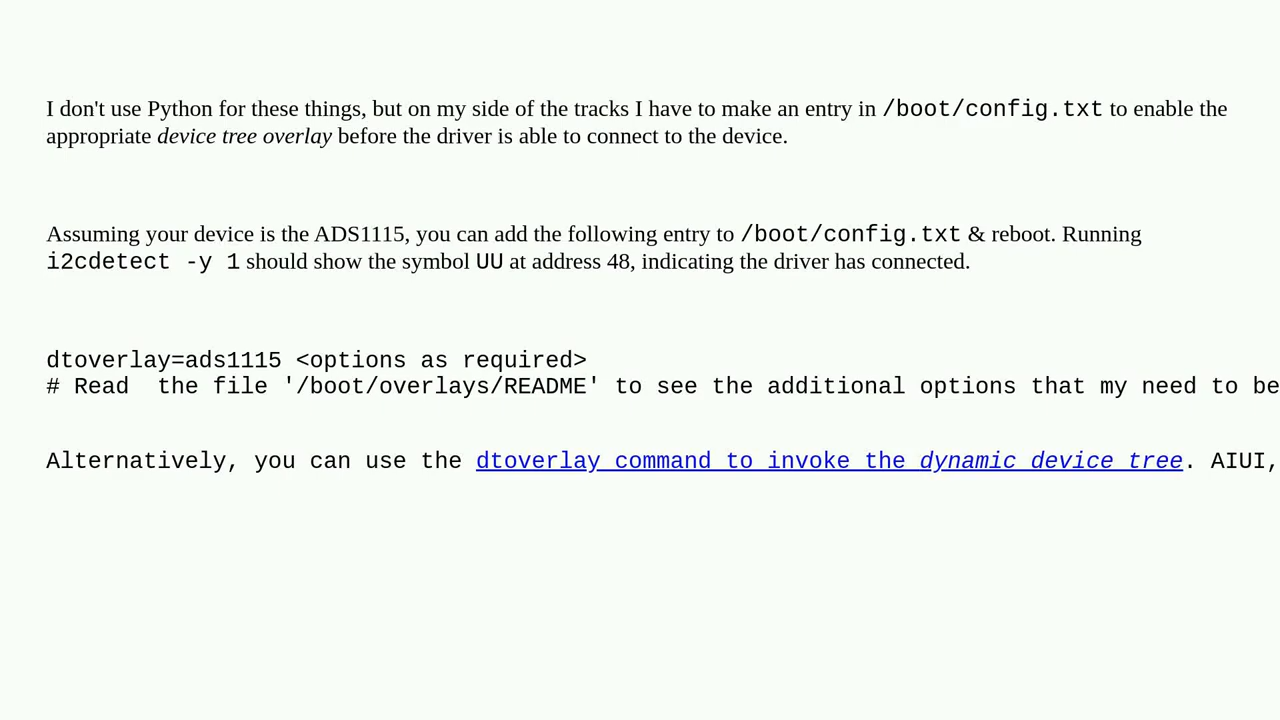 I don't use Python for these things, but on my side of the tracks I have to make an entry in /boot/config.txt to enable the
appropriate device tree overlay before the driver is able to connect to the device.
Assuming your device is the ADS1115, you can add the following entry to /boot/config.txt & reboot. Running
i2cdetect -y 1 should show the symbol UU at address 48, indicating the driver has connected.
dtoverlay=ads1115 <options as required>
# Read  the file '/boot/overlays/README' to see the additional options that my need to be
Alternatively, you can use the dtoverlay command to invoke the dynamic device tree. AIUI,